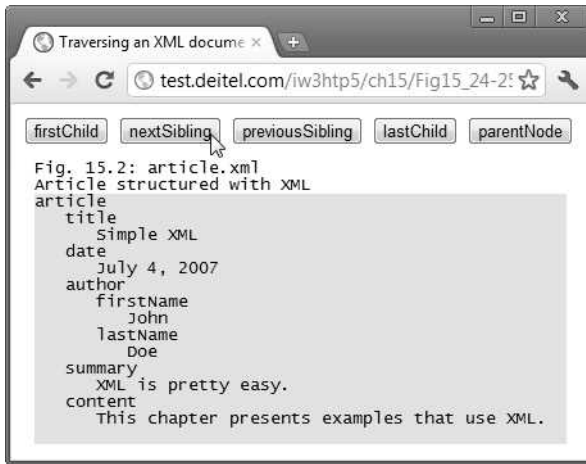 Traversing an XML docume ×
test.deitel.com/iw3htp5/ch15/Fig15_24-25
firstChild nextSibling previousSibling lastChild parentNode
Fig. 15.2: article.xml
Article structured with XML
article
title
Simple XML
date
July 4, 2007
author
firstName
John
lastName
Doe
summary
XML is pretty easy.
content
This chapter presents examples that use XML.